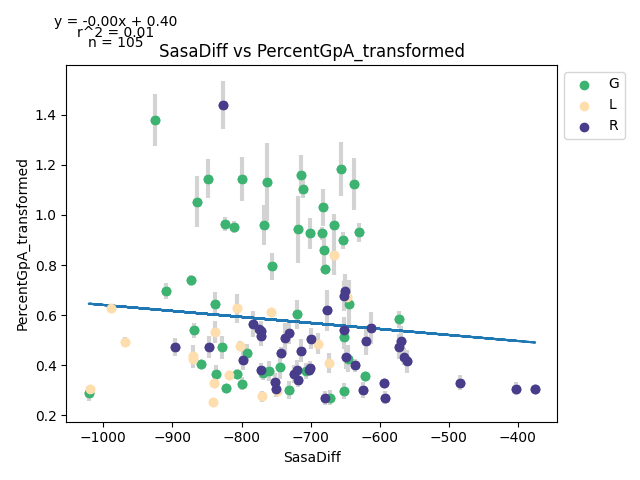 y = -0.00x + 0.40
r^2 = 0.01
n = 105
SasaDiff vs PercentGpA_transformed
G
L
R
PercentGpA_transformed
1.4
1.2
1.0
0.8
0.6
0.4
0.2
−1000 −900 −800 −700 −600 −500 −400
SasaDiff